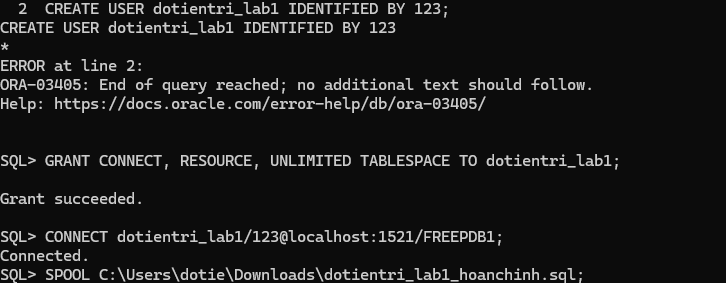 2  CREATE USER dotientri_lab1 IDENTIFIED BY 123;
CREATE USER dotientri_lab1 IDENTIFIED BY 123
*
ERROR at line 2:
ORA-03405: End of query reached; no additional text should follow.
Help: https://docs.oracle.com/error-help/db/ora-03405/
SQL> GRANT CONNECT, RESOURCE, UNLIMITED TABLESPACE TO dotientri_lab1;
Grant succeeded.
SQL> CONNECT dotientri_lab1/123@localhost:1521/FREEPDB1;
Connected.
SQL> SPOOL C:\Users\dotie\Downloads\dotientri_lab1_hoanchinh.sql;